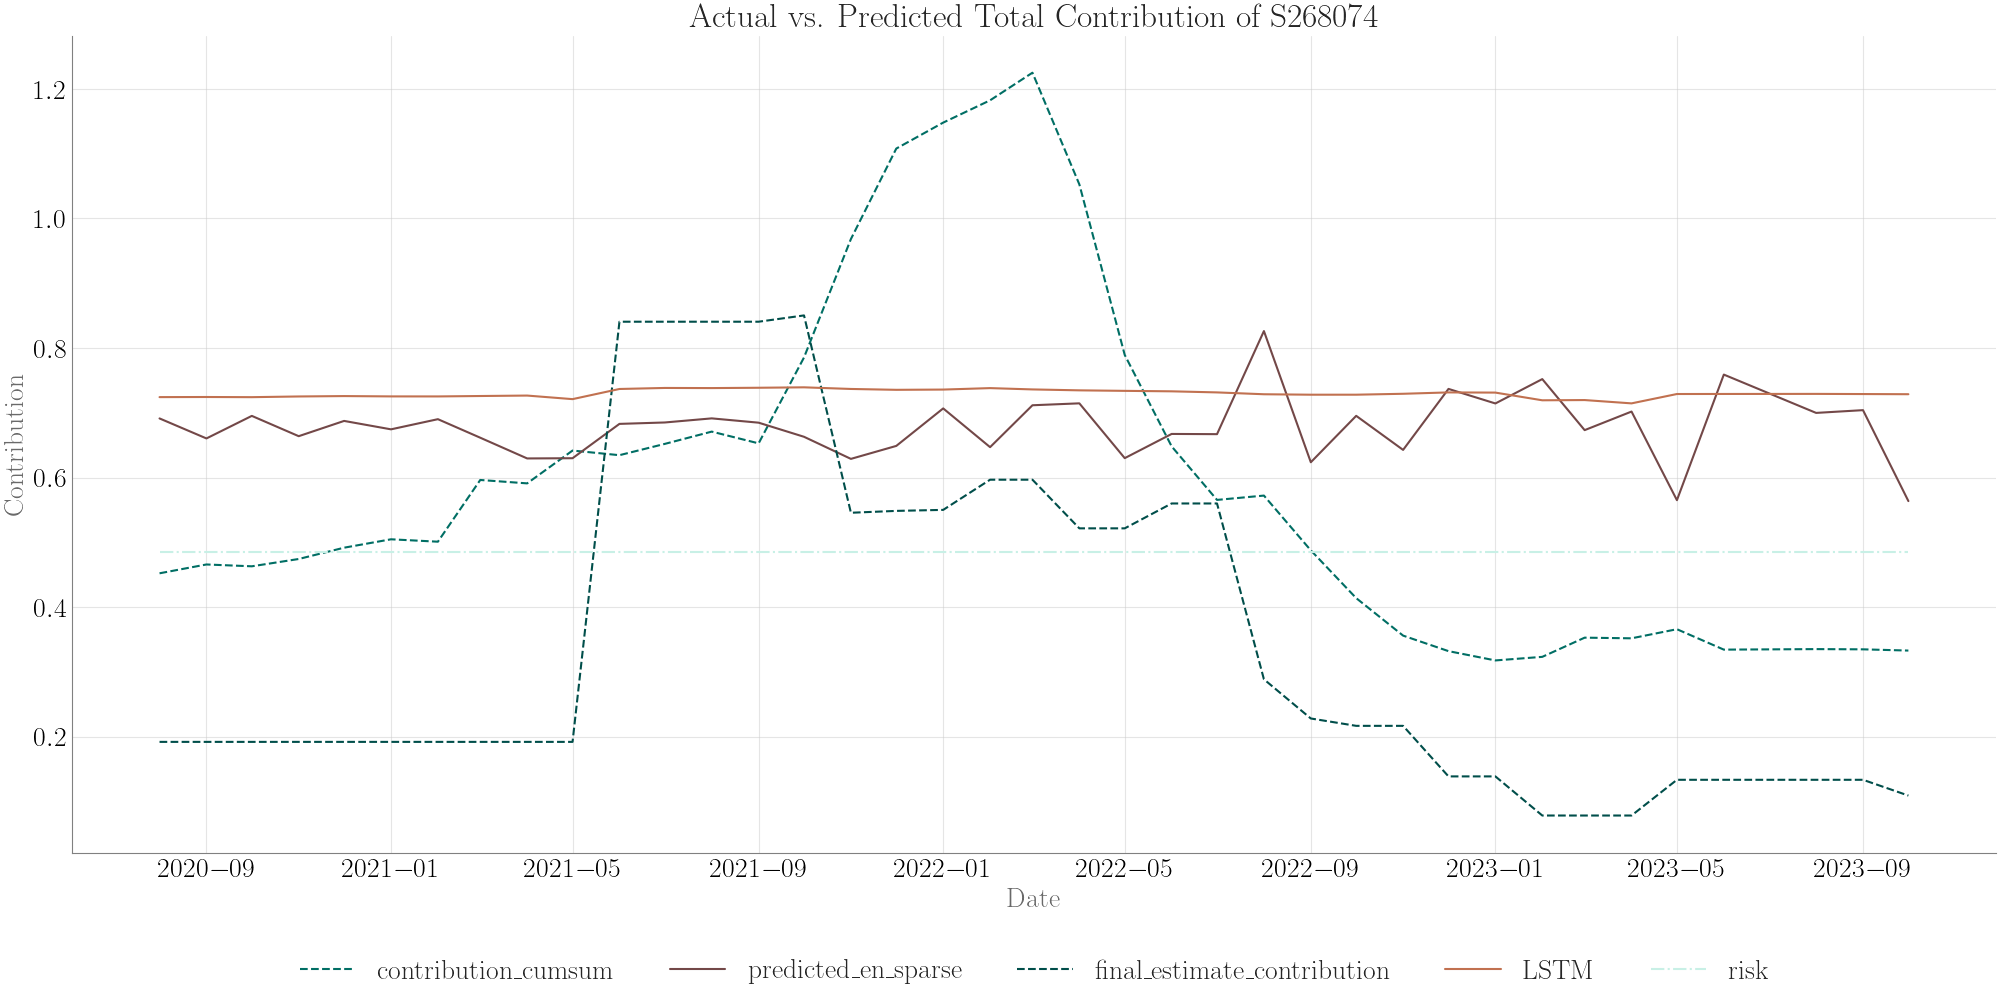 Actual vs. Predicted Total Contribution of S268074
Contribution
1.2
1.0
0.8
0.6
0.4
0.2
2020−09 2021−01 2021−05 2021−09 2022−01 2022−05 2022−09 2023−01 2023−05 2023−09
Date
contribution_cumsum predicted_en_sparse final_estimate_contribution LSTM risk